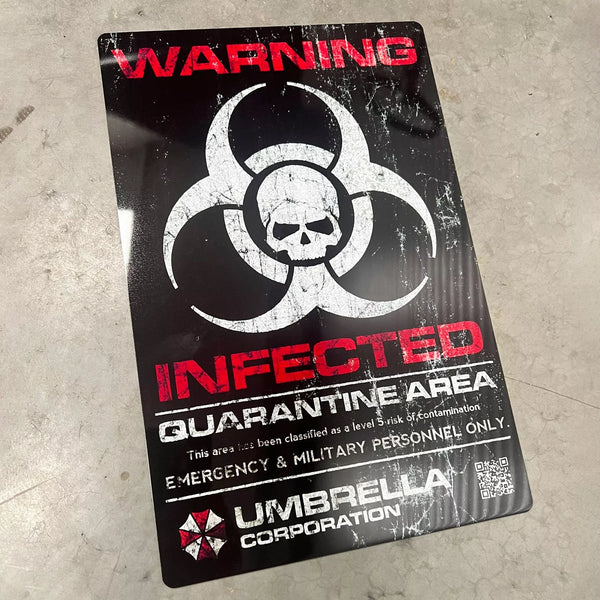 WARNING
INFECTED
QUARANTINE AREA
This area has been classified as a level 5 risk of contamination
EMERGENCY & MILITARY PERSONNEL ONLY.
UMBRELLA
CORPORATION